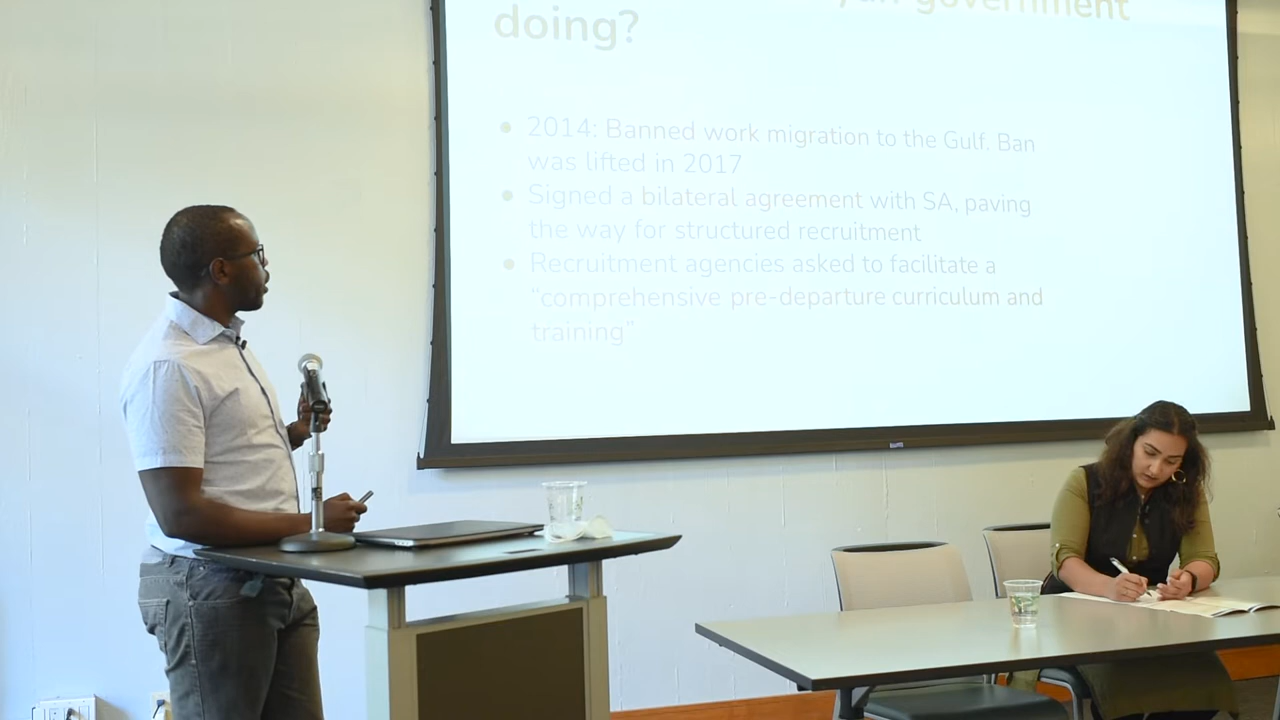 government
doing?
2014: Banned work migration to the Gulf. Ban
was lifted in 2017
Signed a bilateral agreement with SA, paving
the way for structured recruitment
Recruitment agencies asked to facilitate a
“comprehensive pre-departure curriculum and
training”